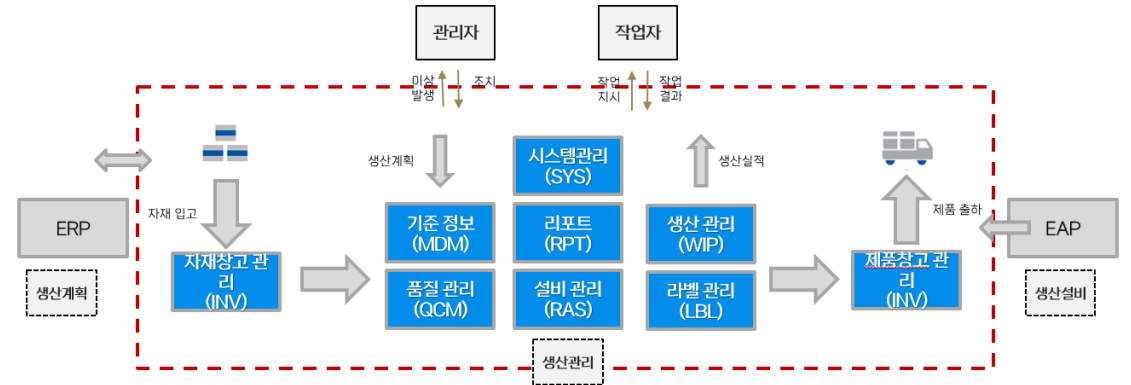 관리자
작업자
이상
발생
조치
작업
지시
작업
결과
생산계획
시스템관리
(SYS)
생산실적
자재 입고
제품 출하
ERP
기준 정보
(MDM)
리포트
(RPT)
생산 관리
(WIP)
EAP
자재창고 관
리
(INV)
품질 관리
(QCM)
설비 관리
(RAS)
라벨 관리
(LBL)
제품창고 관
리
(INV)
생산계획
생산설비
생산관리